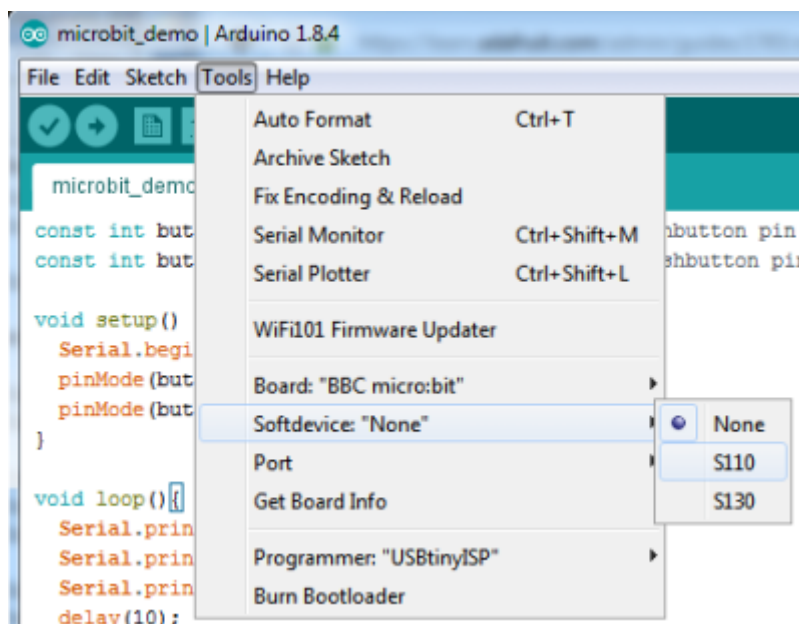 microbit_demo | Arduino 1.8.4
File Edit Sketch Tools Help
microbit_demo
Auto Format Ctrl+T
Archive Sketch
Fix Encoding & Reload
Serial Monitor Ctrl+Shift+M
Serial Plotter Ctrl+Shift+L
WiFi101 Firmware Updater
Board: "BBC micro:bit"
Softdevice: "None"
Port
Get Board Info
Programmer: "USBtinyISP"
Burn Bootloader
None
S110
S130
const int but hbutton pin
const int but shbutton pin
void setup()
Serial.begi
pinMode(but
pinMode(but
}
void loop(){
Serial.prin
Serial.prin
Serial.prin
delay(10);